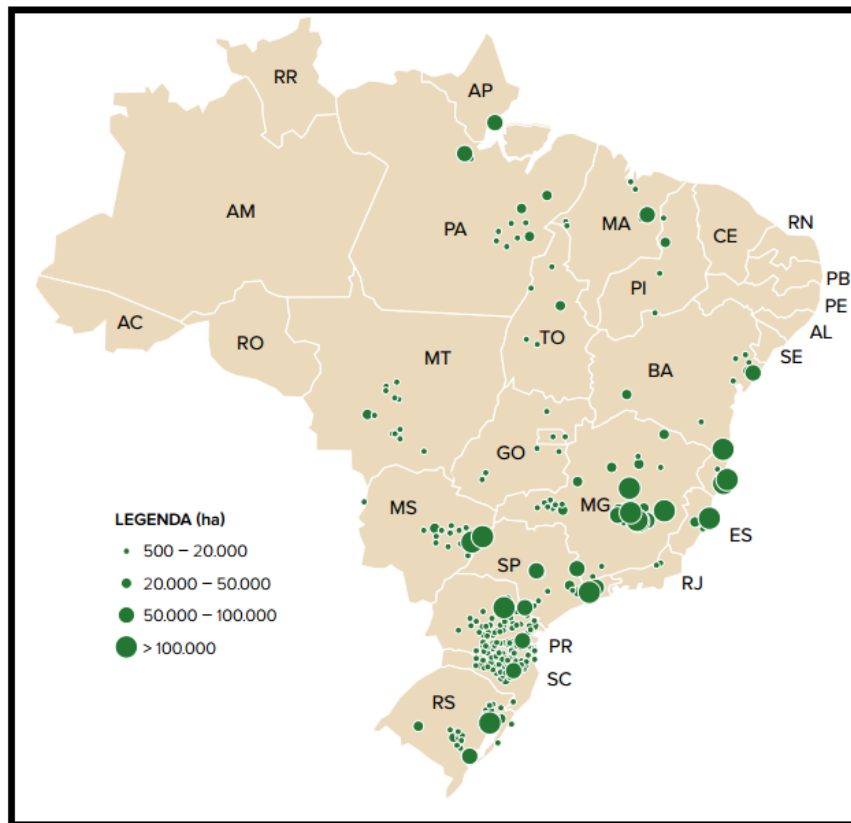 RR
AP
AM
PA
MA
CE
RN
PB
PE
AL
SE
PI
AC
RO
TO
MT
BA
GO
MS
MG
ES
SP
RJ
PR
SC
RS
LEGENDA (ha)
500 – 20.000
20.000 – 50.000
50.000 – 100.000
> 100.000